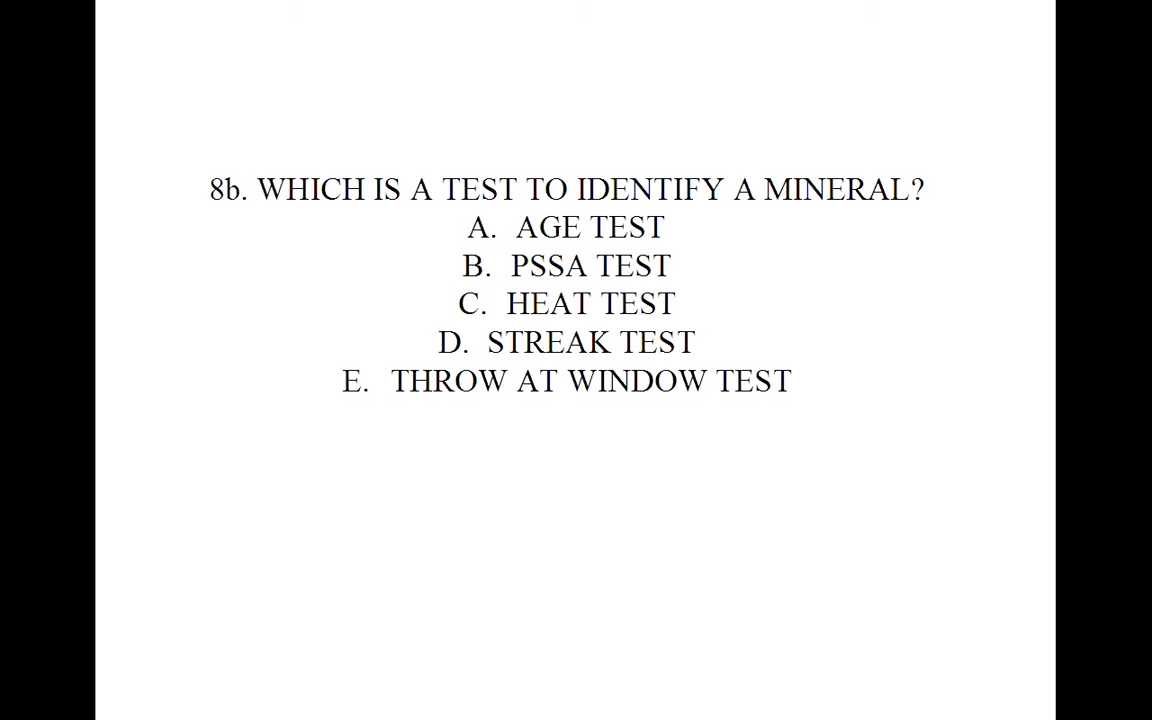 8b. WHICH IS A TEST TO IDENTIFY A MINERAL?
A. AGE TEST
B. PSSA TEST
C. HEAT TEST
D. STREAK TEST
E. THROW AT WINDOW TEST